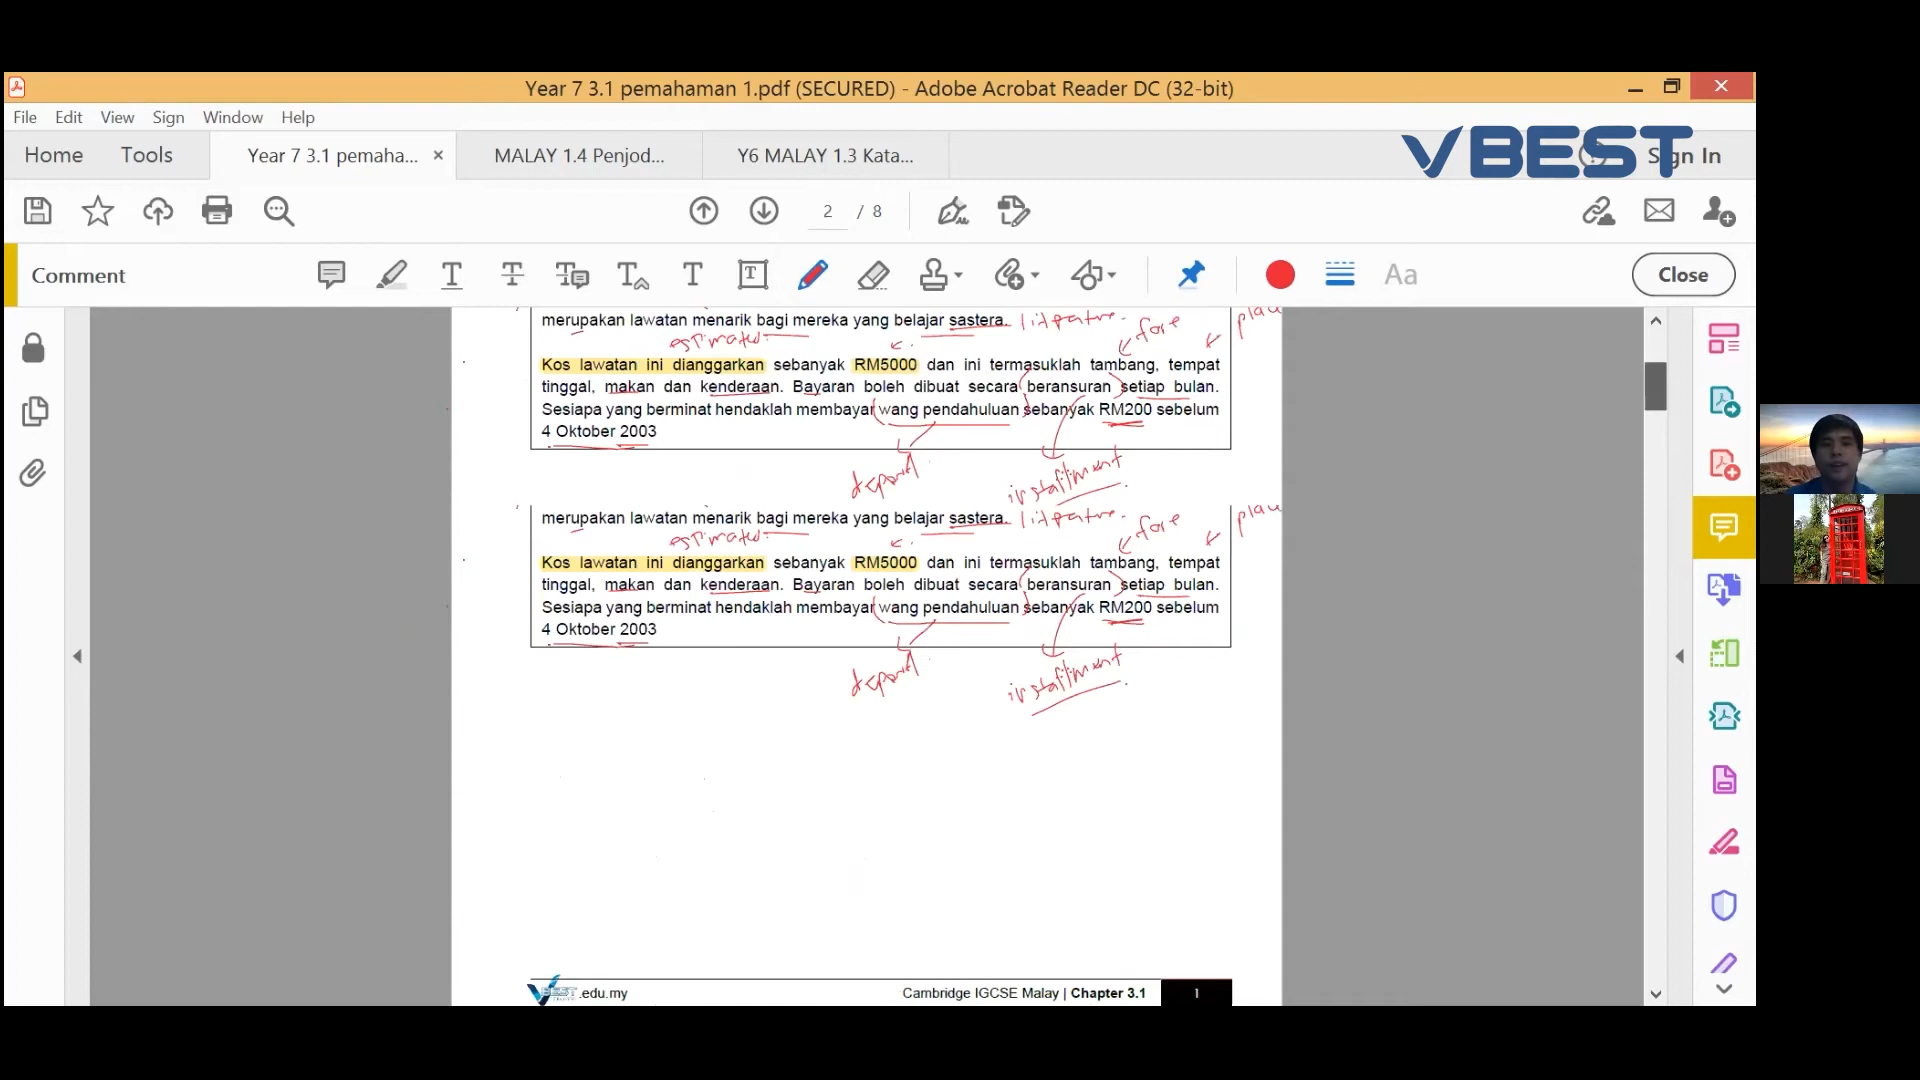 Year 7 3.1 pemahaman 1.pdf (SECURED) - Adobe Acrobat Reader DC (32-bit)
File Edit View Sign Window Help
VBEST
Home Tools Year 7 3.1 pemaha... × MALAY 1.4 Penjod... Y6 MALAY 1.3 Kata... Sign In
2 / 8
Comment Aa Close
merupakan lawatan menarik bagi mereka yang belajar sastera.
estimated. fare
Kos lawatan ini dianggarkan sebanyak RM5000 dan ini termasuklah tambang, tempat
tinggal, makan dan kenderaan. Bayaran boleh dibuat secara beransuran setiap bulan.
Sesiapa yang berminat hendaklah membayar wang pendahuluan sebanyak RM200 sebelum
4 Oktober 2003
deposit installment.
merupakan lawatan menarik bagi mereka yang belajar sastera.
estimated. fare
Kos lawatan ini dianggarkan sebanyak RM5000 dan ini termasuklah tambang, tempat
tinggal, makan dan kenderaan. Bayaran boleh dibuat secara beransuran setiap bulan.
Sesiapa yang berminat hendaklah membayar wang pendahuluan sebanyak RM200 sebelum
4 Oktober 2003
deposit installment.
VBEST .edu.my Cambridge IGCSE Malay | Chapter 3.1 1